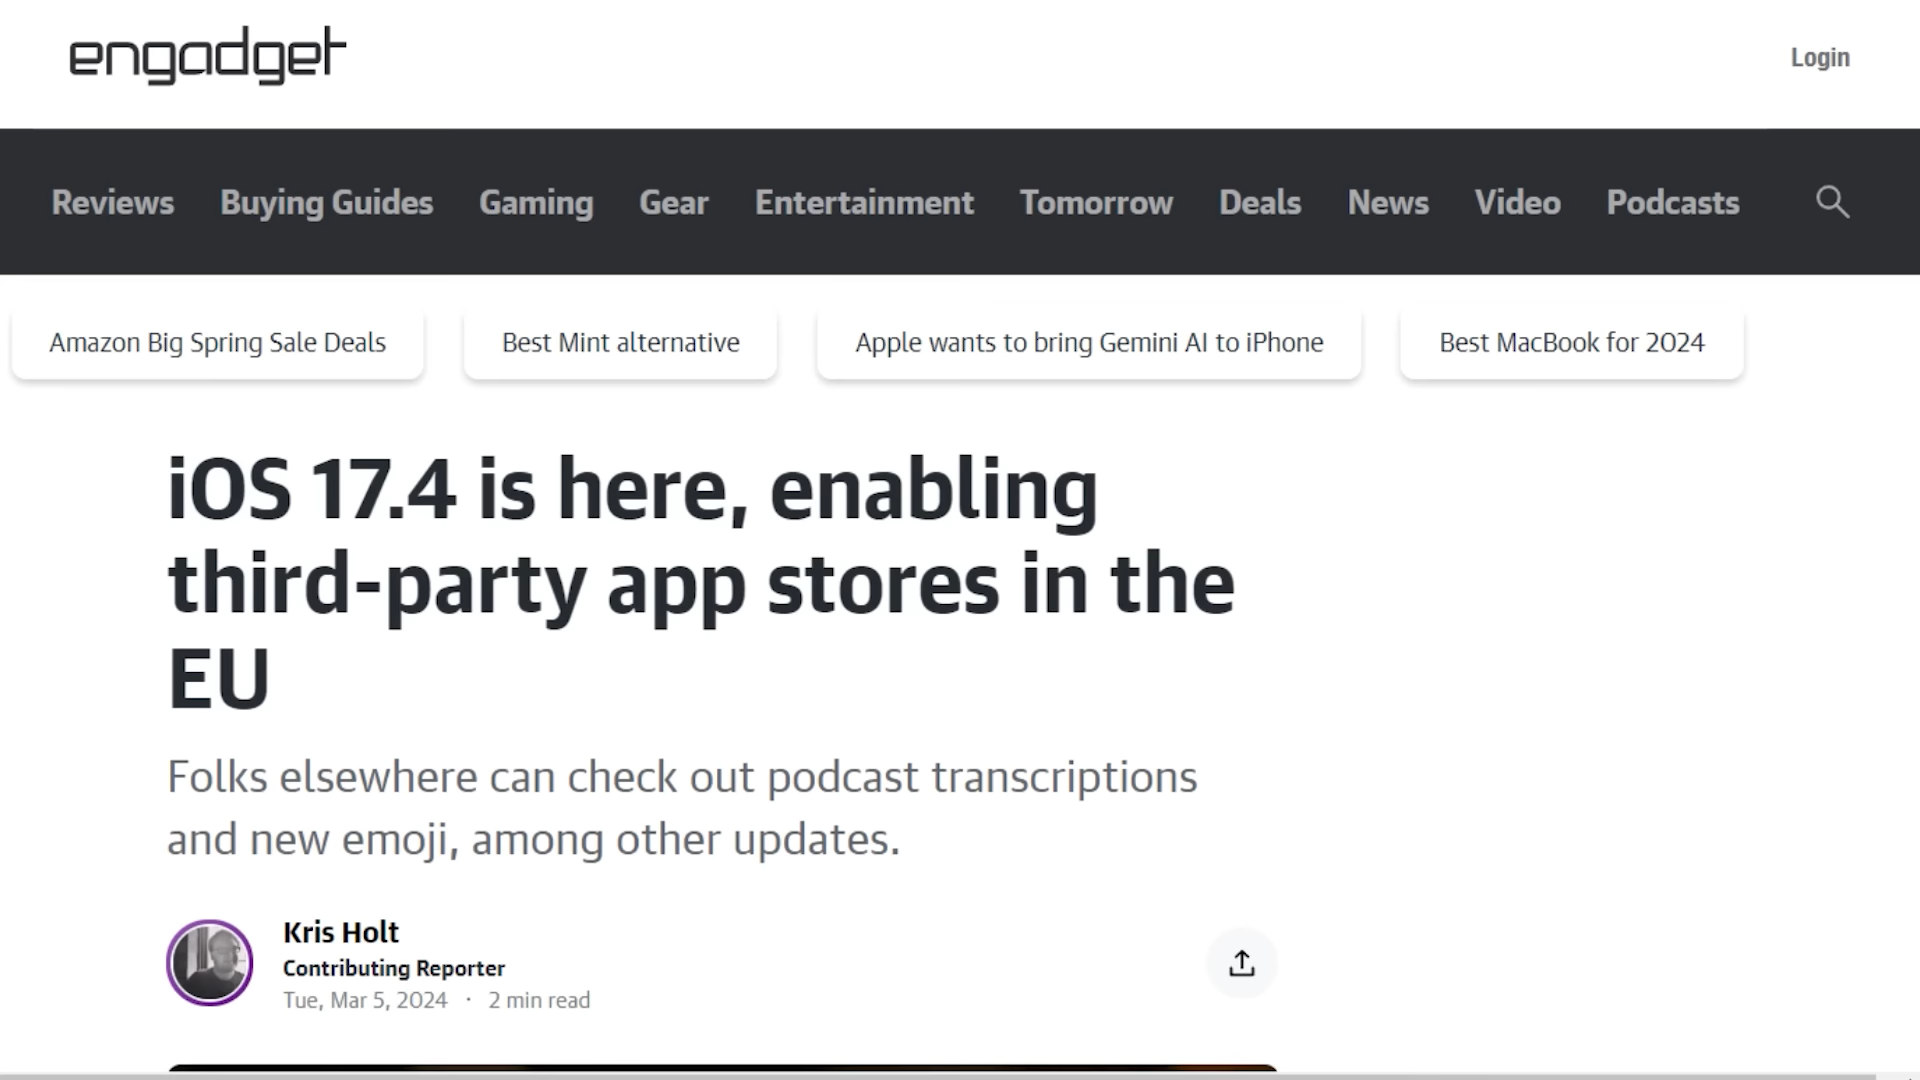 engadget
Login
Reviews Buying Guides Gaming Gear Entertainment Tomorrow Deals News Video Podcasts
Amazon Big Spring Sale Deals Best Mint alternative Apple wants to bring Gemini AI to iPhone Best MacBook for 2024
iOS 17.4 is here, enabling
third-party app stores in the
EU
Folks elsewhere can check out podcast transcriptions
and new emoji, among other updates.
Kris Holt
Contributing Reporter
Tue, Mar 5, 2024 · 2 min read